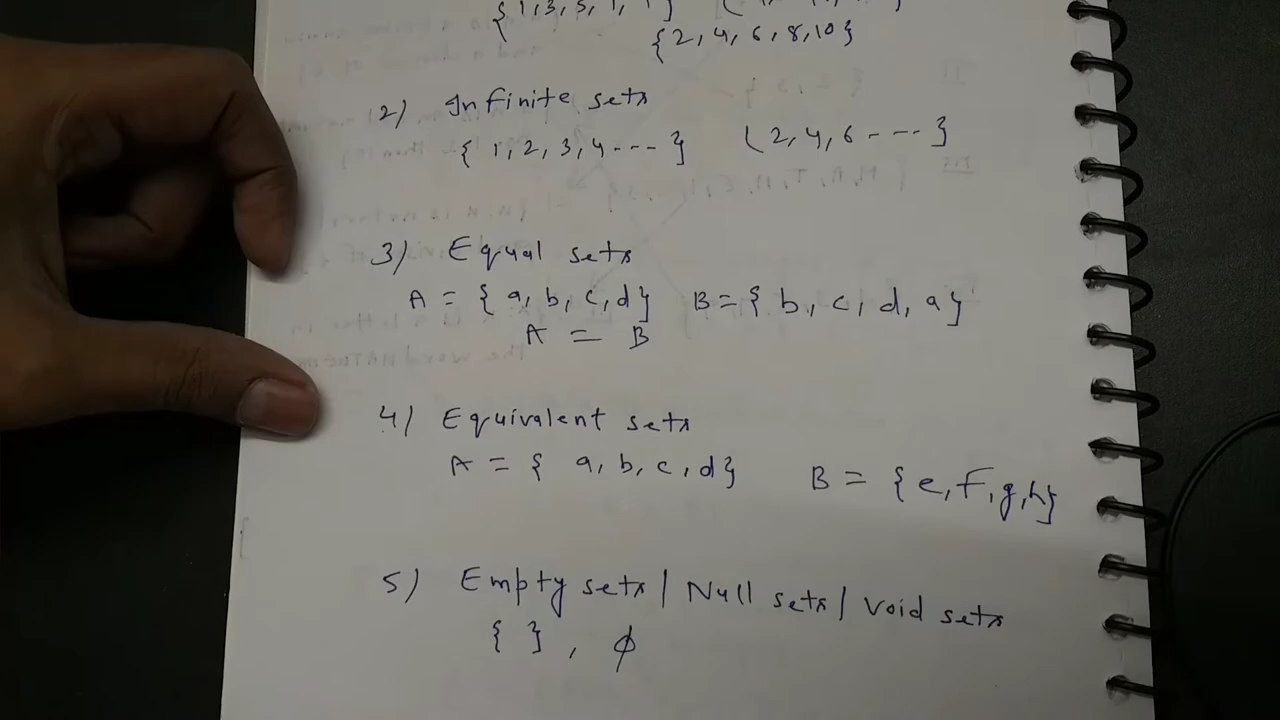 {2, 4, 6, 8, 10}
2) Infinite sets
{ 1, 2, 3, 4 - - - } (2, 4, 6 - - - }
3) Equal sets
A = { a, b, c, d} B = { b, c, d, a}
A = B
4) Equivalent sets
A = { a, b, c, d} B = {e, f, g, h}
5) Empty sets / Null sets / Void sets
{ }, ϕ